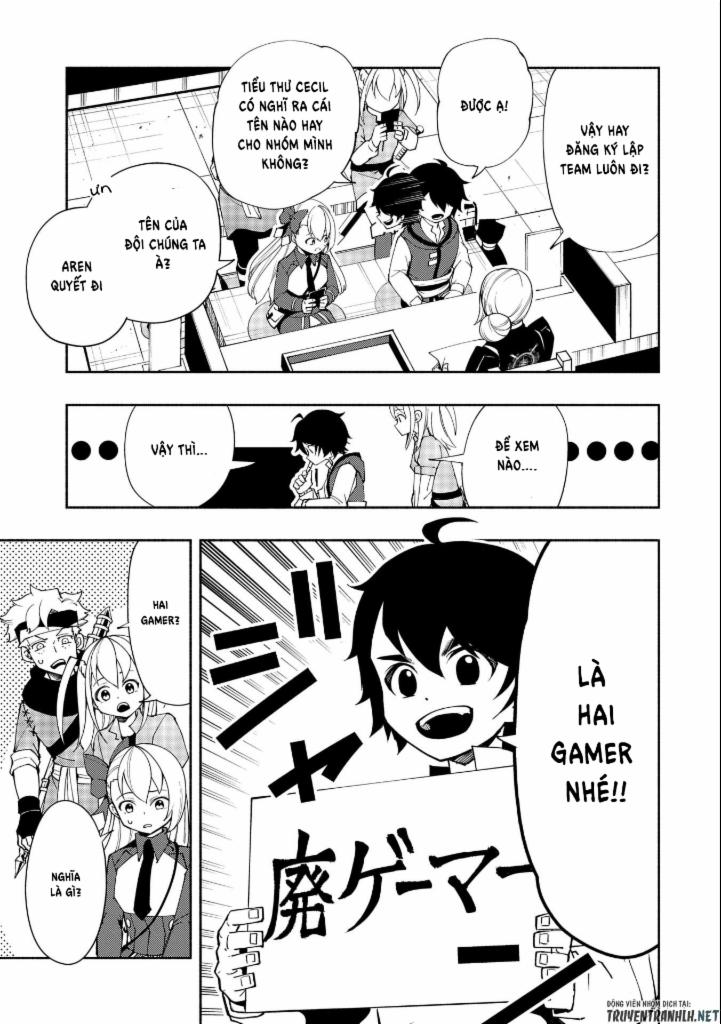 VẬY HAY
ĐĂNG KÝ LẬP
TEAM LUÔN ĐI?
ĐƯỢC Ạ!
TIỂU THƯ CECIL
CÓ NGHĨ RA CÁI
TÊN NÀO HAY
CHO NHÓM MÌNH
KHÔNG?
ƯN
TÊN CỦA
ĐỘI CHÚNG TA
À?
AREN
QUYẾT ĐI
ĐỂ XEM
NÀO....
VẬY THÌ...
LÀ
HAI
GAMER
NHÉ!!
廃ゲーマー
HAI
GAMER?
NGHĨA
LÀ GÌ?
ĐỘNG VIÊN NHÓM DỊCH TẠI:
TRUYENTRANHLH.NET